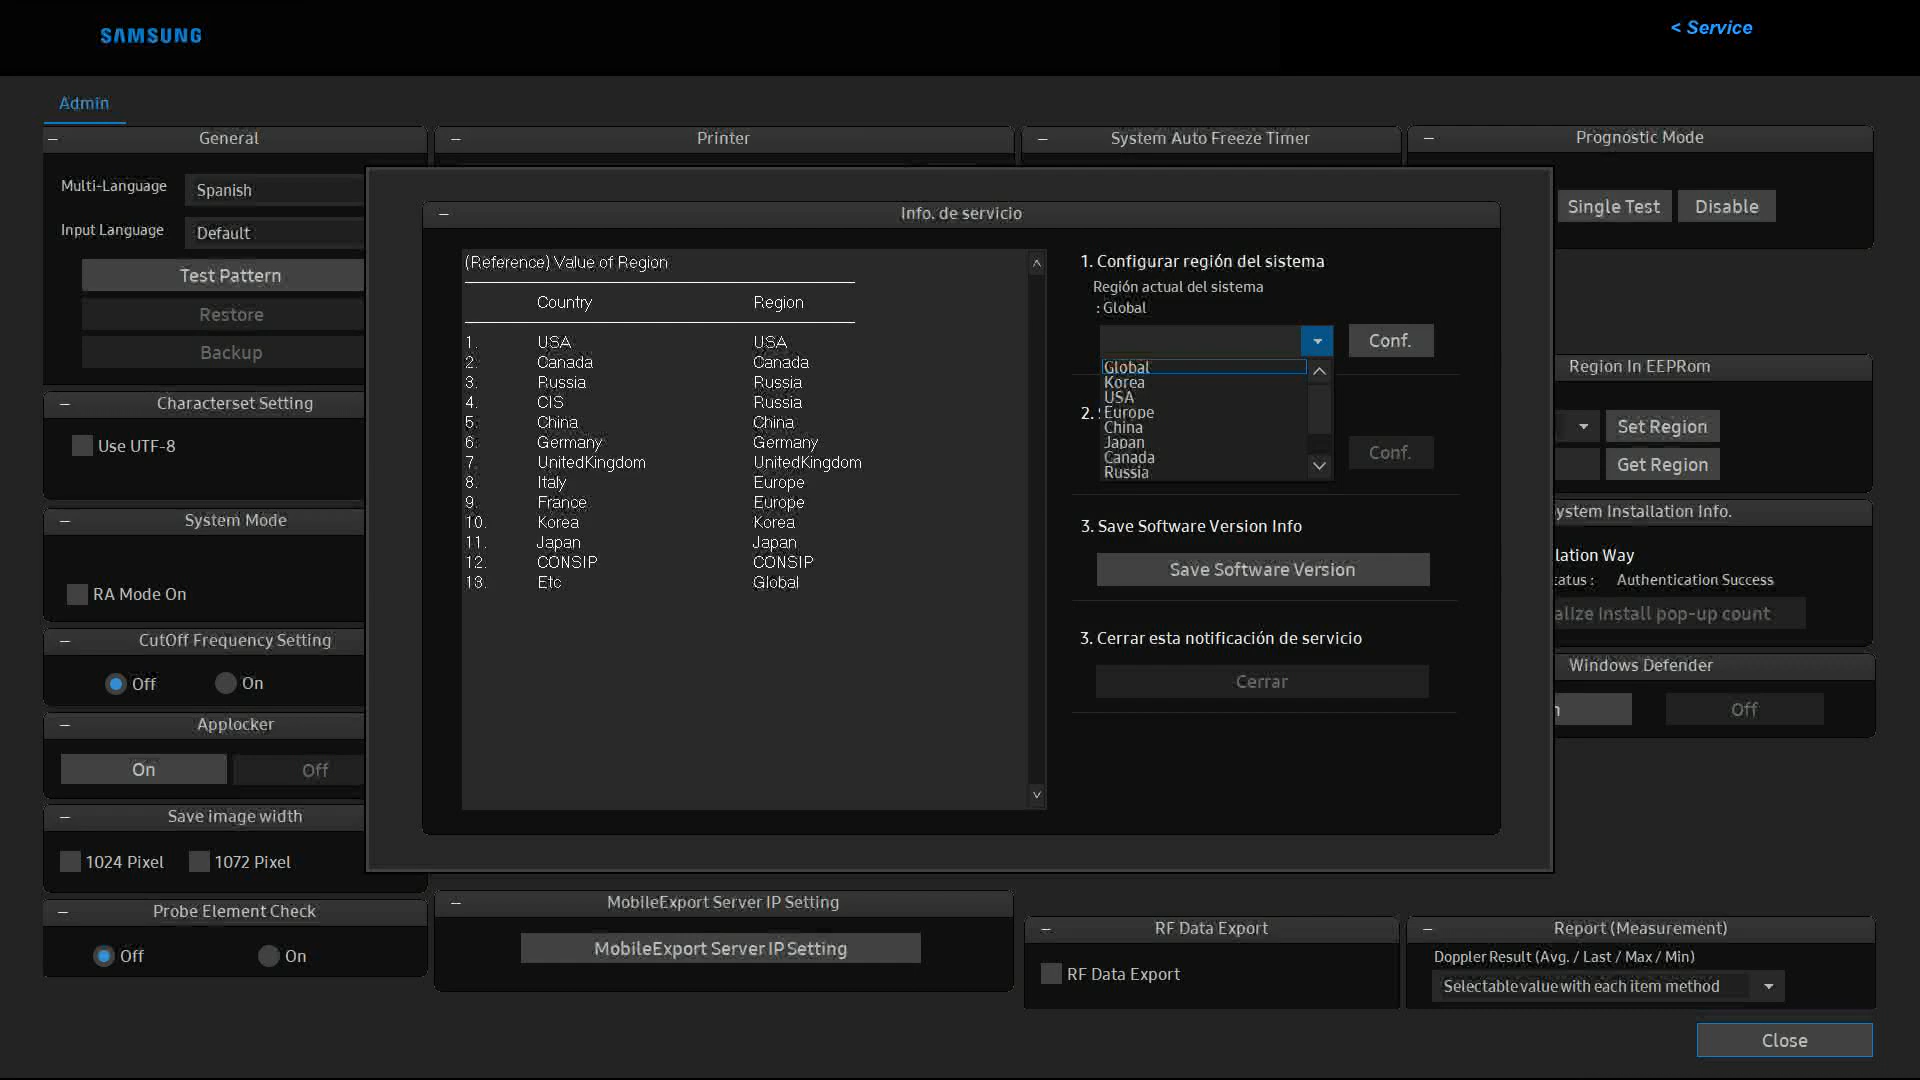 SAMSUNG
< Service
Admin
General
Printer
System Auto Freeze Timer
Prognostic Mode
Multi-Language
Spanish
Input Language
Default
Test Pattern
Restore
Backup
Single Test
Disable
Characterset Setting
Use UTF-8
System Mode
RA Mode On
CutOff Frequency Setting
Off
On
Applocker
On
Off
Save image width
1024 Pixel
1072 Pixel
Probe Element Check
Off
On
Info. de servicio
(Reference) Value of Region
Country Region
1. USA USA
2. Canada Canada
3. Russia Russia
4. CIS Russia
5. China China
6. Germany Germany
7. UnitedKingdom UnitedKingdom
8. Italy Europe
9. France Europe
10. Korea Korea
11. Japan Japan
12. CONSIP CONSIP
13. Etc Global
1. Configurar región del sistema
Región actual del sistema
: Global
Conf.
Global
Korea
USA
Europe
China
Japan
Canada
Russia
2.
Conf.
3. Save Software Version Info
Save Software Version
3. Cerrar esta notificación de servicio
Cerrar
Region In EEPRom
Set Region
Get Region
ystem Installation Info.
lation Way
tatus : Authentication Success
alize Install pop-up count
Windows Defender
Off
MobileExport Server IP Setting
MobileExport Server IP Setting
RF Data Export
RF Data Export
Report (Measurement)
Doppler Result (Avg. / Last / Max / Min)
Selectable value with each item method
Close